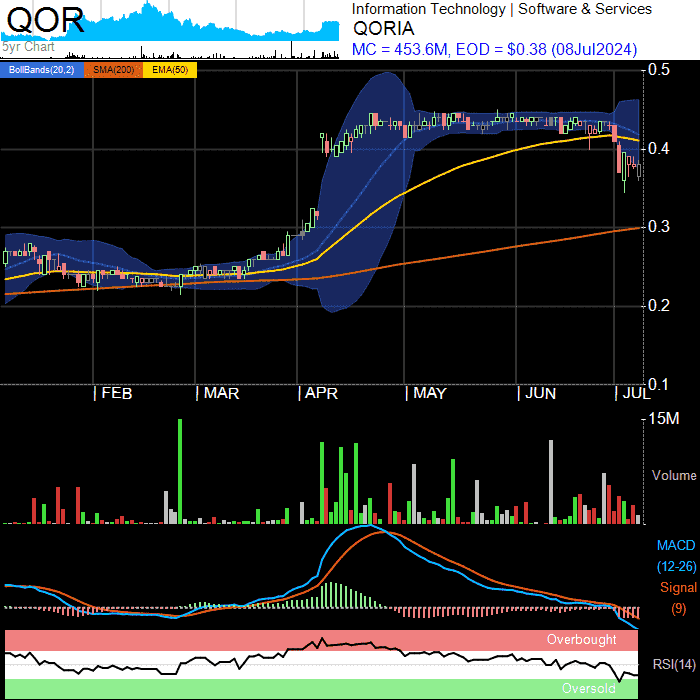 QOR
5yr Chart
Information Technology | Software & Services
QORIA
MC = 453.6M, EOD = $0.38 (08Jul2024)
BollBands(20,2) SMA(200) EMA(50)
0.5
0.4
0.3
0.2
0.1
| FEB | MAR | APR | MAY | JUN | JUL
15M
Volume
MACD
(12-26)
Signal
(9)
Overbought
RSI(14)
Oversold